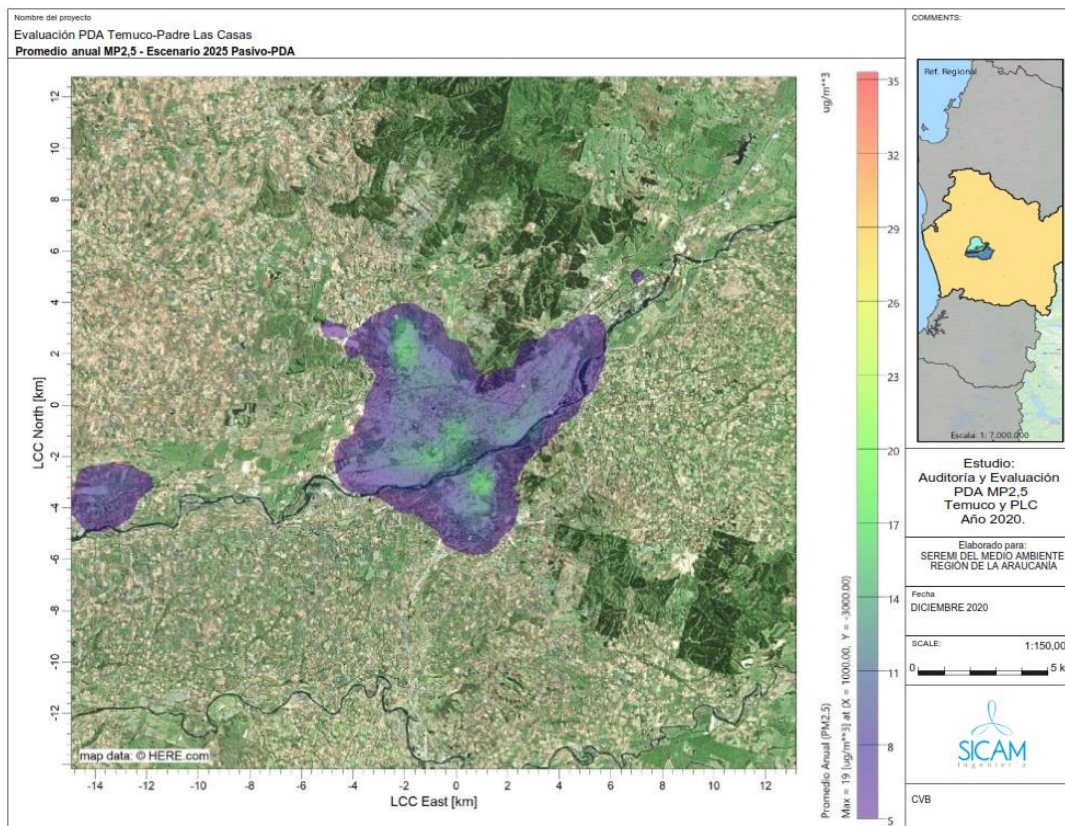 Nombre del proyecto
Evaluación PDA Temuco-Padre Las Casas
Promedio anual MP2,5 - Escenario 2025 Pasivo-PDA
COMMENTS:
12
10
8
6
4
2
0
-2
-4
-6
-8
-10
-12
LCC North [km]
map data: © HERE.com
-14
-12
-10
-8
-6
-4
-2
0
2
4
6
8
10
12
LCC East [km]
ug/m**3
35
32
29
26
23
20
17
14
11
8
5
Promedio Anual (PM2.5)
Max = 19 [ug/m**3] at (X = 1000.00, Y = -3000.00)
Ref. Regional
Escala: 1: 7.000.000
Estudio:
Auditoría y Evaluación
PDA MP2,5
Temuco y PLC
Año 2020.
Elaborado para:
SEREMI DEL MEDIO AMBIENTE
REGIÓN DE LA ARAUCANÍA
Fecha
DICIEMBRE 2020
SCALE:
1:150,00
0
5 k
SICAM
Ingeniería
CVB